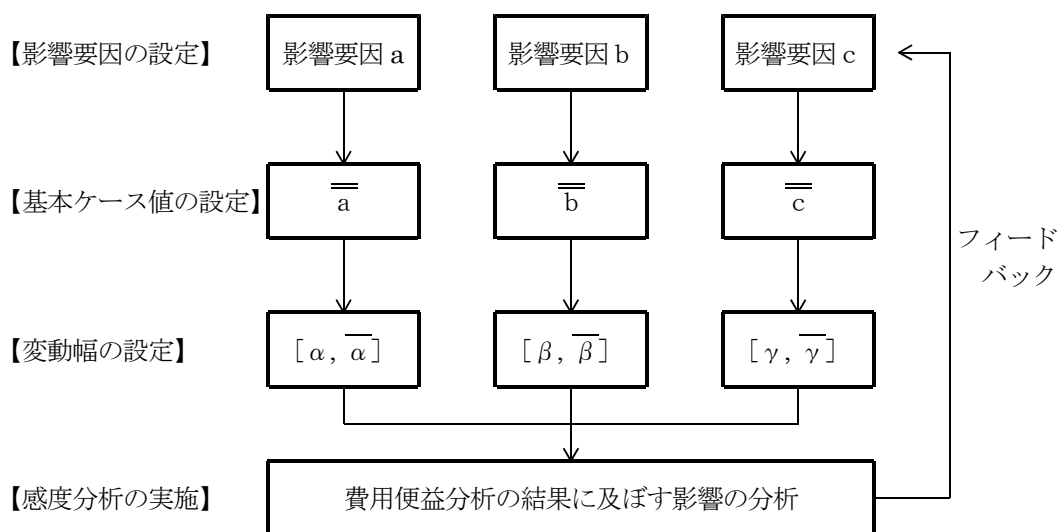 【影響要因の設定】 影響要因 a 影響要因 b 影響要因 c
【基本ケース値の設定】 a̿ b̿ c̿
フィード
バック
【変動幅の設定】 [α, α̅] [β, β̅] [γ, γ̅]
【感度分析の実施】 費用便益分析の結果に及ぼす影響の分析